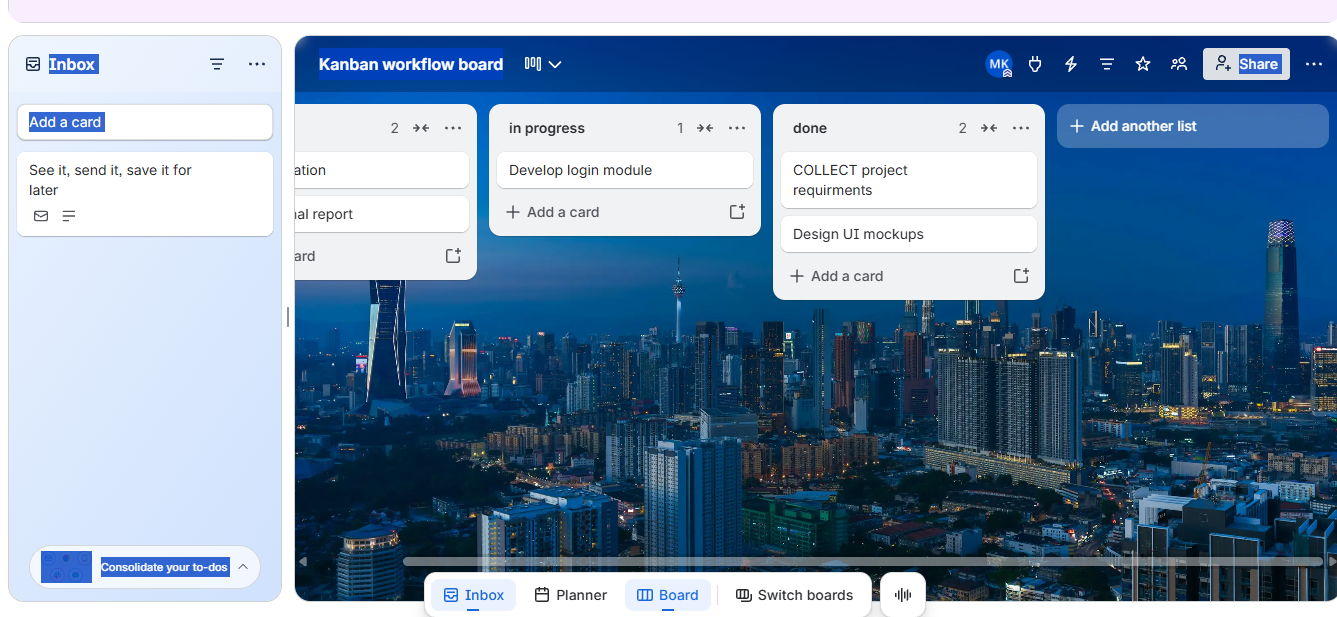 Inbox
Add a card
See it, send it, save it for
later
Consolidate your to-dos
Kanban workflow board
MK
Share
2
ation
al report
ard
in progress
1
Develop login module
Add a card
done
2
COLLECT project
requirments
Design UI mockups
Add a card
Add another list
Inbox
Planner
Board
Switch boards